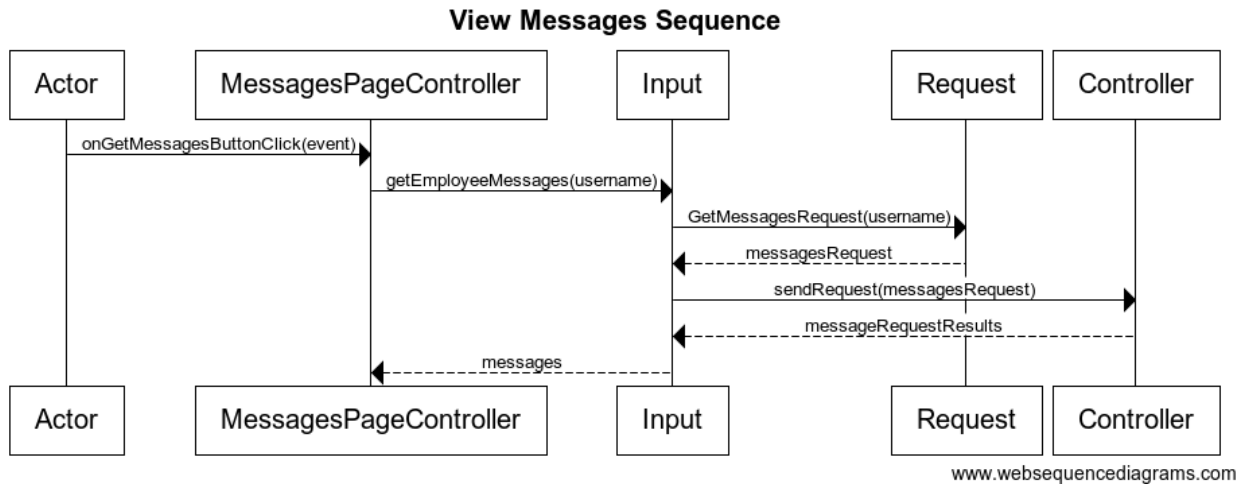 View Messages Sequence
Actor MessagesPageController Input Request Controller
onGetMessagesButtonClick(event)
getEmployeeMessages(username)
GetMessagesRequest(username)
messagesRequest
sendRequest(messagesRequest)
messageRequestResults
messages
Actor MessagesPageController Input Request Controller
www.websequencediagrams.com